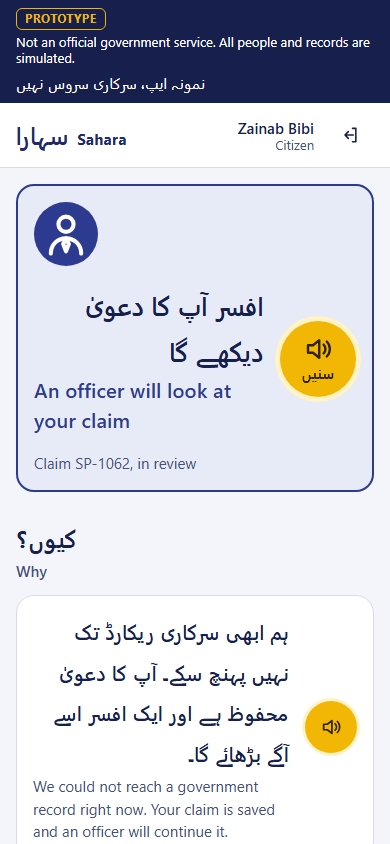 PROTOTYPE
Not an official government service. All people and records are
simulated.
نمونہ ایپ، سرکاری سروس نہیں
سہارا Sahara
Zainab Bibi
Citizen
افسر آپ کا دعویٰ
دیکھے گا
سنیں
An officer will look at
your claim
Claim SP-1062, in review
کیوں؟
Why
ہم ابھی سرکاری ریکارڈ تک
نہیں پہنچ سکے۔ آپ کا دعویٰ
محفوظ ہے اور ایک افسر اسے
آگے بڑھائے گا۔
We could not reach a government
record right now. Your claim is saved
and an officer will continue it.